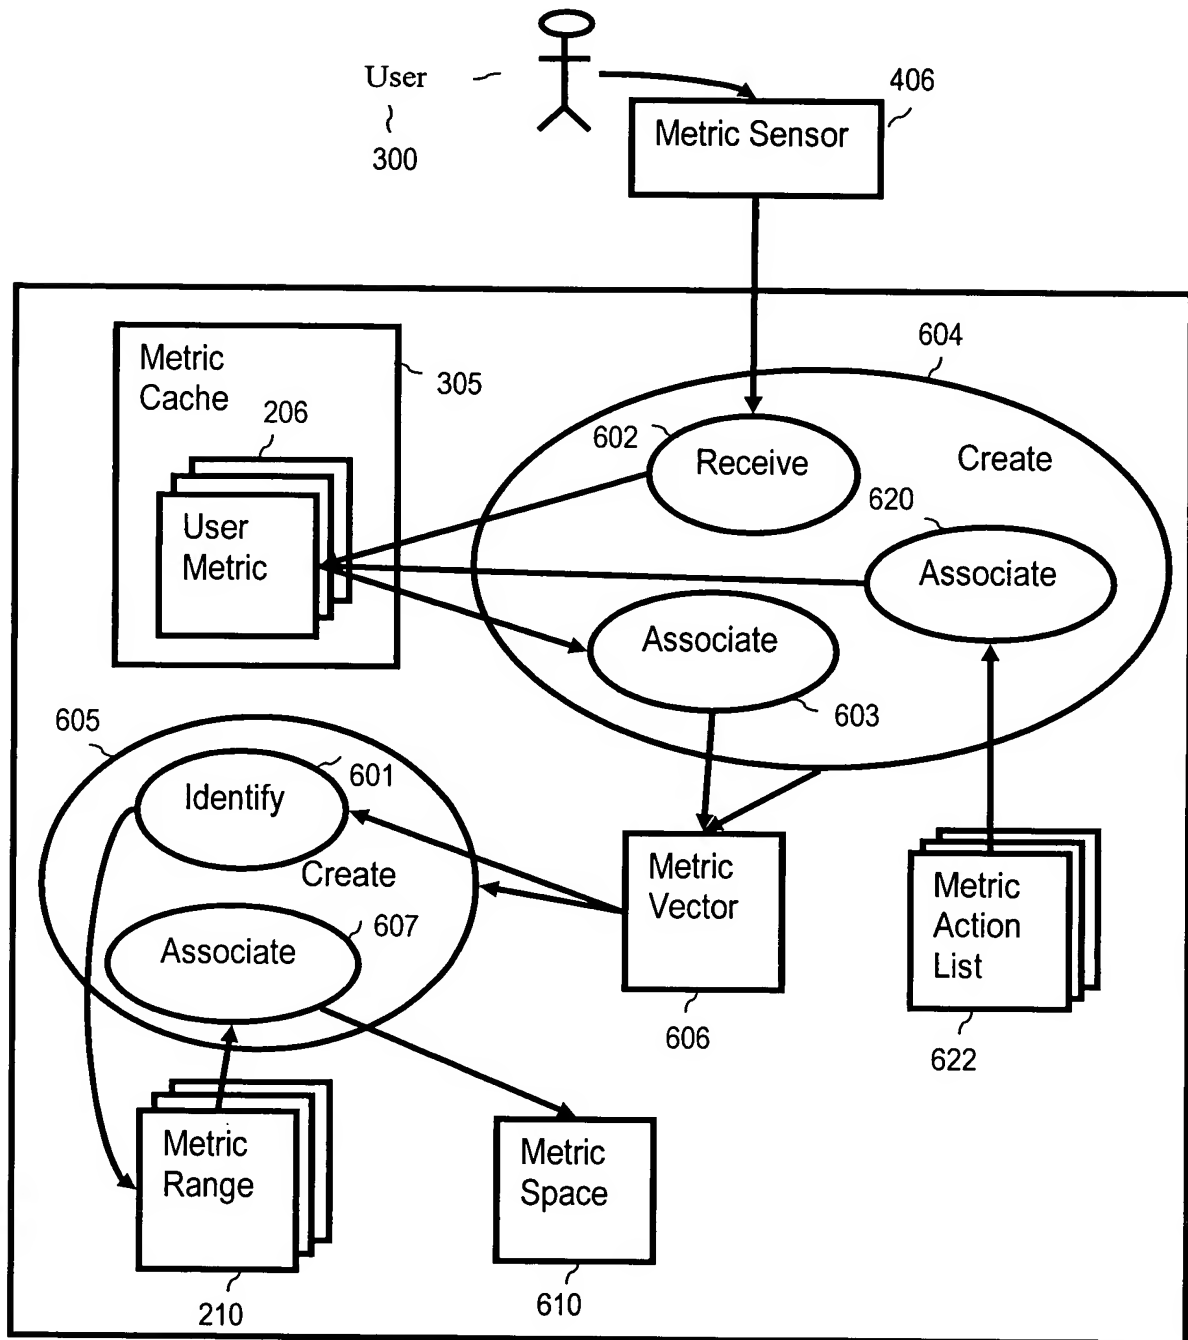 User
300
406
Metric Sensor
604
Metric
Cache
305
206
602
Receive
Create
620
User
Metric
Associate
Associate
603
605
601
Identify
Create
Metric
Vector
Metric
Action
List
607
Associate
606
622
Metric
Range
Metric
Space
210
610